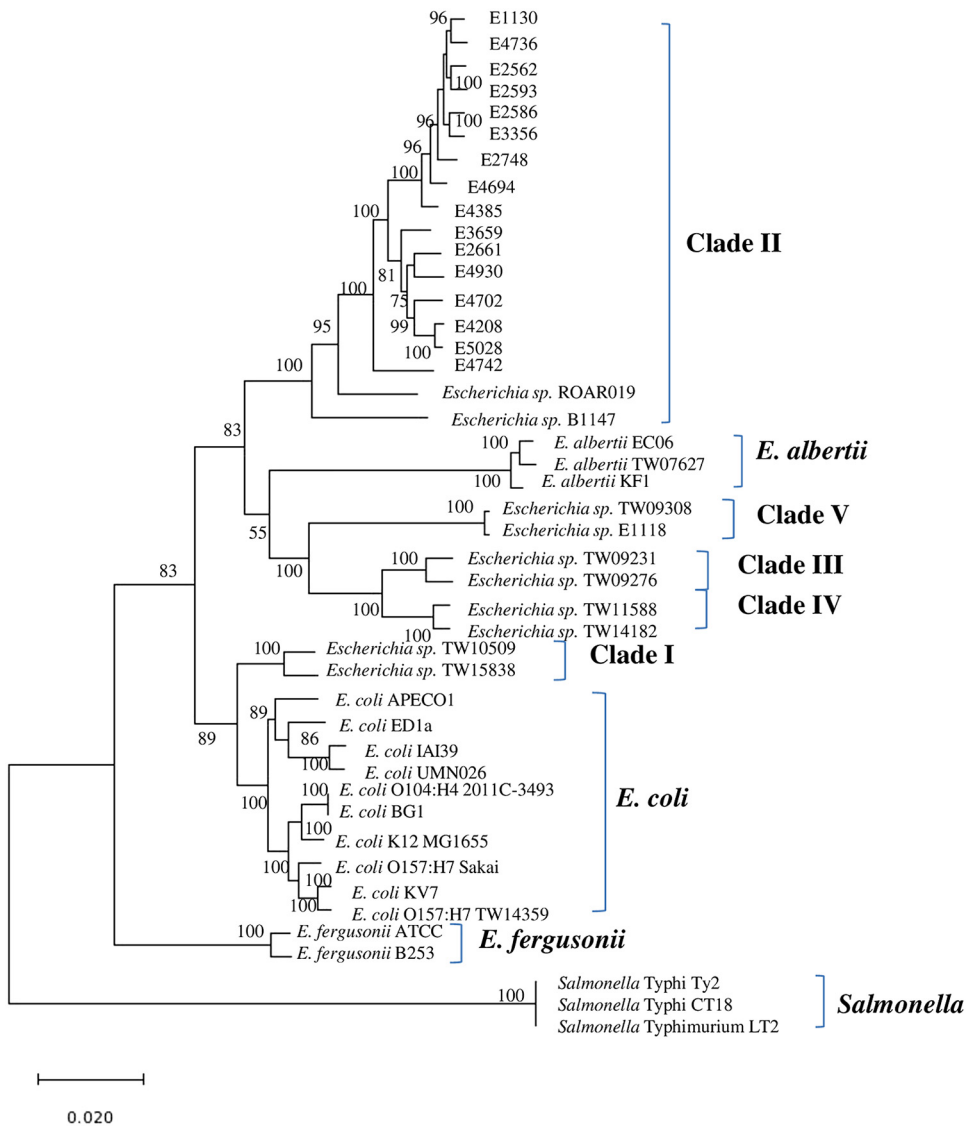 96
E1130
E4736
E2562
100
E2593
E2586
96
100
E3356
96
E2748
100
E4694
100
E4385
E3659
Clade II
E2661
81
E4930
100
75
E4702
95
99
E4208
100
E5028
100
E4742
Escherichia sp. ROAR019
Escherichia sp. B1147
83
100
E. albertii EC06
E. albertii
E. albertii TW07627
100
E. albertii KF1
100
Escherichia sp. TW09308
Clade V
55
Escherichia sp. E1118
100
Escherichia sp. TW09231
Clade III
83
100
Escherichia sp. TW09276
100
Escherichia sp. TW11588
Clade IV
100
Escherichia sp. TW14182
100
Escherichia sp. TW10509
Clade I
Escherichia sp. TW15838
89
E. coli APECO1
89
E. coli ED1a
86
E. coli IAI39
100
E. coli UMN026
100
E. coli O104:H4 2011C-3493
E. coli
100
E. coli BG1
100
E. coli K12 MG1655
100
E. coli O157:H7 Sakai
100
E. coli KV7
100
E. coli O157:H7 TW14359
100
E. fergusonii ATCC
E. fergusonii
E. fergusonii B253
Salmonella Typhi Ty2
100
Salmonella Typhi CT18
Salmonella
Salmonella Typhimurium LT2
0.020